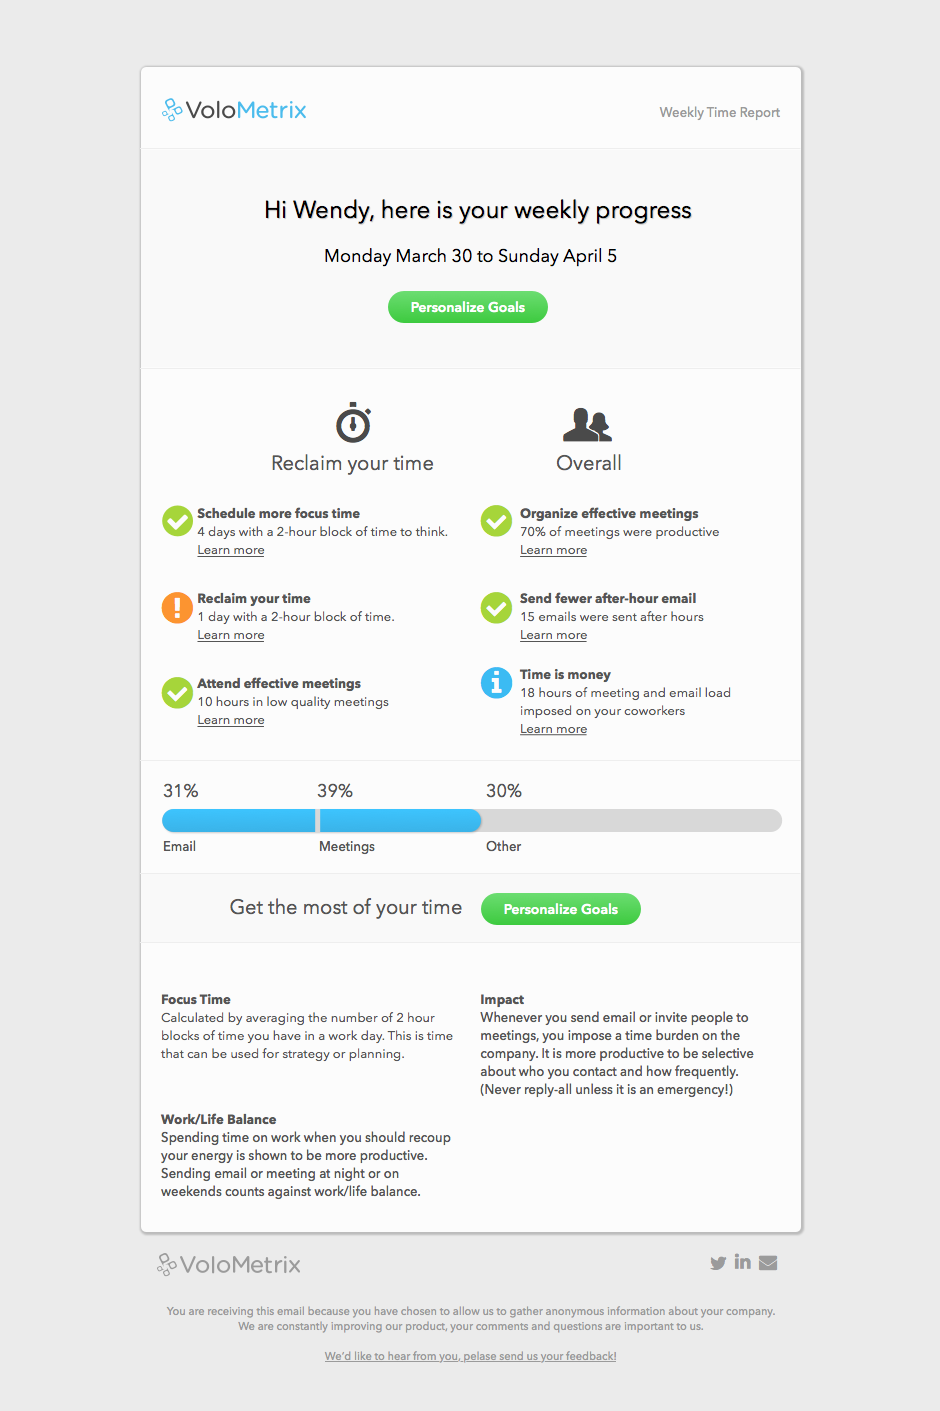 VoloMetrix
Weekly Time Report
Hi Wendy, here is your weekly progress
Monday March 30 to Sunday April 5
Personalize Goals
Reclaim your time
Schedule more focus time
4 days with a 2-hour block of time to think.
Learn more
Reclaim your time
1 day with a 2-hour block of time.
Learn more
Attend effective meetings
10 hours in low quality meetings
Learn more
Overall
Organize effective meetings
70% of meetings were productive
Learn more
Send fewer after-hour email
15 emails were sent after hours
Learn more
Time is money
18 hours of meeting and email load
imposed on your coworkers
Learn more
31% 39% 30%
Email Meetings Other
Get the most of your time
Personalize Goals
Focus Time
Calculated by averaging the number of 2 hour
blocks of time you have in a work day. This is time
that can be used for strategy or planning.
Work/Life Balance
Spending time on work when you should recoup
your energy is shown to be more productive.
Sending email or meeting at night or on
weekends counts against work/life balance.
Impact
Whenever you send email or invite people to
meetings, you impose a time burden on the
company. It is more productive to be selective
about who you contact and how frequently.
(Never reply-all unless it is an emergency!)
VoloMetrix
You are receiving this email because you have chosen to allow us to gather anonymous information about your company.
We are constantly improving our product, your comments and questions are important to us.
We'd like to hear from you, pelase send us your feedback!